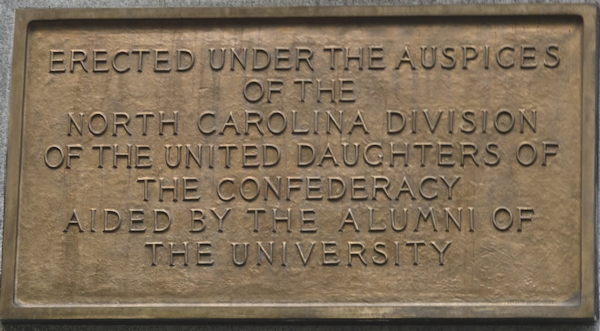 ERECTED UNDER THE AUSPICES
OF THE
NORTH CAROLINA DIVISION
OF THE UNITED DAUGHTERS OF
THE CONFEDERACY
AIDED BY THE ALUMNI OF
THE UNIVERSITY